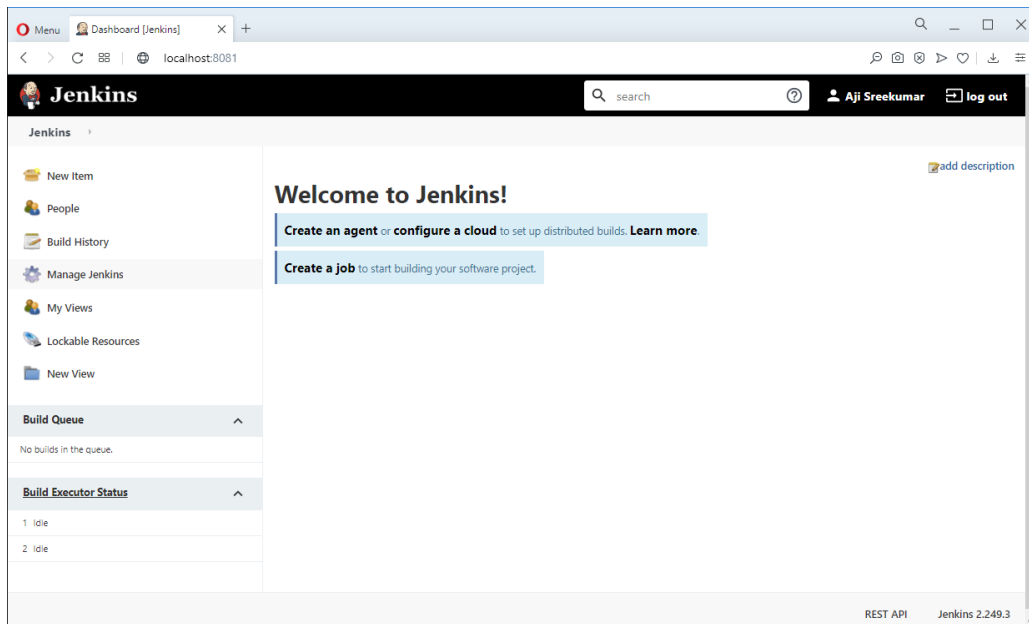 Menu
Dashboard [Jenkins]
localhost:8081
Jenkins
search
Aji Sreekumar
log out
Jenkins
add description
New Item
People
Build History
Manage Jenkins
My Views
Lockable Resources
New View
Welcome to Jenkins!
Create an agent or configure a cloud to set up distributed builds. Learn more.
Create a job to start building your software project.
Build Queue
No builds in the queue.
Build Executor Status
1 Idle
2 Idle
REST API
Jenkins 2.249.3